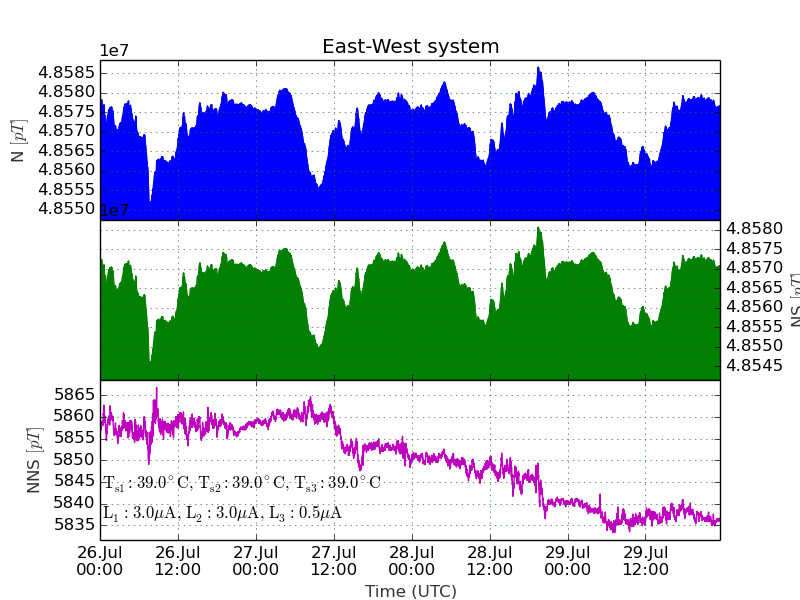 East-West system
1e7
4.8585
4.8580
4.8575
4.8570
4.8565
4.8560
4.8555
4.8550
N [pT]
1e7
4.8580
4.8575
4.8570
4.8565
4.8560
4.8555
4.8550
4.8545
NS [pT]
5865
5860
5855
5850
5845
5840
5835
NNS [pT]
T_s1 : 39.0°C, T_s2 : 39.0°C, T_s3 : 39.0°C
L_1 : 3.0μA, L_2 : 3.0μA, L_3 : 0.5μA
26.Jul 26.Jul 27.Jul 27.Jul 28.Jul 28.Jul 29.Jul 29.Jul
00:00 12:00 00:00 12:00 00:00 12:00 00:00 12:00
Time (UTC)